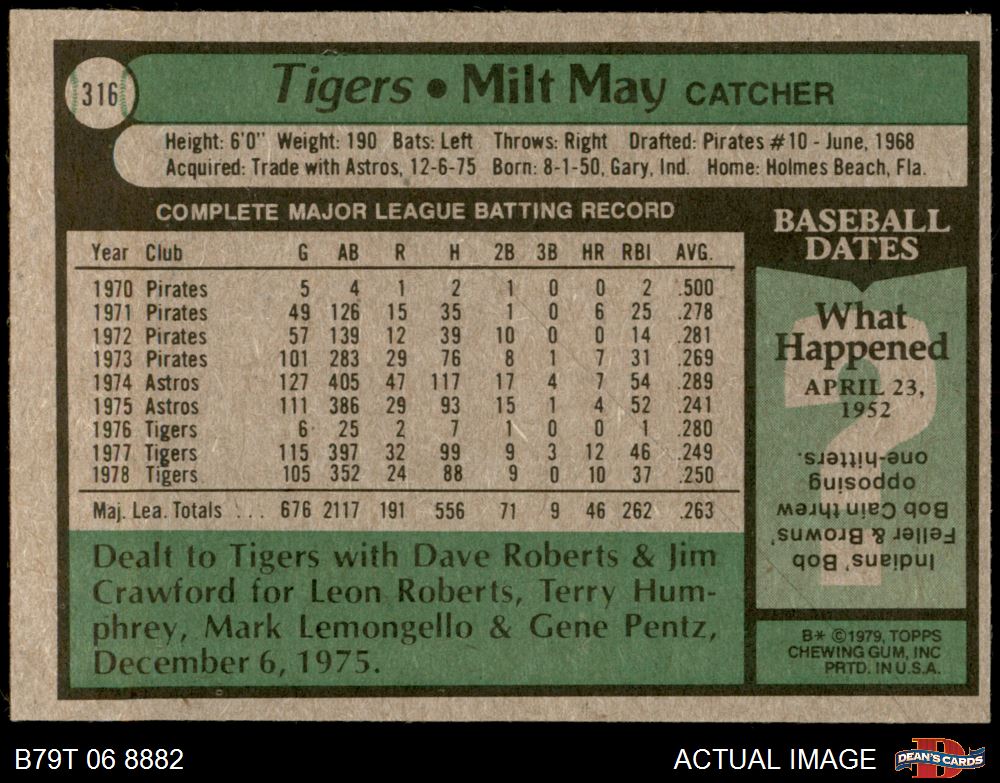 316
Tigers • Milt May CATCHER
Height: 6'0" Weight: 190 Bats: Left Throws: Right Drafted: Pirates #10 - June, 1968
Acquired: Trade with Astros, 12-6-75 Born: 8-1-50, Gary, Ind. Home: Holmes Beach, Fla.
COMPLETE MAJOR LEAGUE BATTING RECORD
Year Club G AB R H 2B 3B HR RBI AVG.
1970 Pirates 5 4 1 2 1 0 0 2 .500
1971 Pirates 49 126 15 35 1 0 6 25 .278
1972 Pirates 57 139 12 39 10 0 0 14 .281
1973 Pirates 101 283 29 76 8 1 7 31 .269
1974 Astros 127 405 47 117 17 4 7 54 .289
1975 Astros 111 386 29 93 15 1 4 52 .241
1976 Tigers 6 25 2 7 1 0 0 1 .280
1977 Tigers 115 397 32 99 9 3 12 46 .249
1978 Tigers 105 352 24 88 9 0 10 37 .250
Maj. Lea. Totals ... 676 2117 191 556 71 9 46 262 .263
Dealt to Tigers with Dave Roberts & Jim
Crawford for Leon Roberts, Terry Hum-
phrey, Mark Lemongello & Gene Pentz,
December 6, 1975.
BASEBALL
DATES
What
Happened
APRIL 23,
1952
?
Indians' Bob
Feller & Browns'
Bob Cain threw
opposing
one-hitters.
B* ©1979, TOPPS
CHEWING GUM, INC
PRTD. IN U.S.A.
B79T 06 8882
ACTUAL IMAGE
D
DEAN'S CARDS